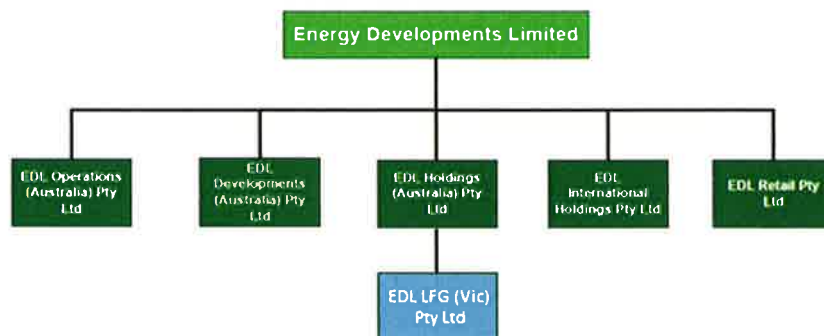 Energy Developments Limited
EDL Operations
(Australia) Pty
Ltd
EDL
Developments
(Australia) Pty
Ltd
EDL Holdings
(Australia) Pty
Ltd
EDL
International
Holdings Pty Ltd
EDL Retail Pty
Ltd
EDL LFG (Vic)
Pty Ltd